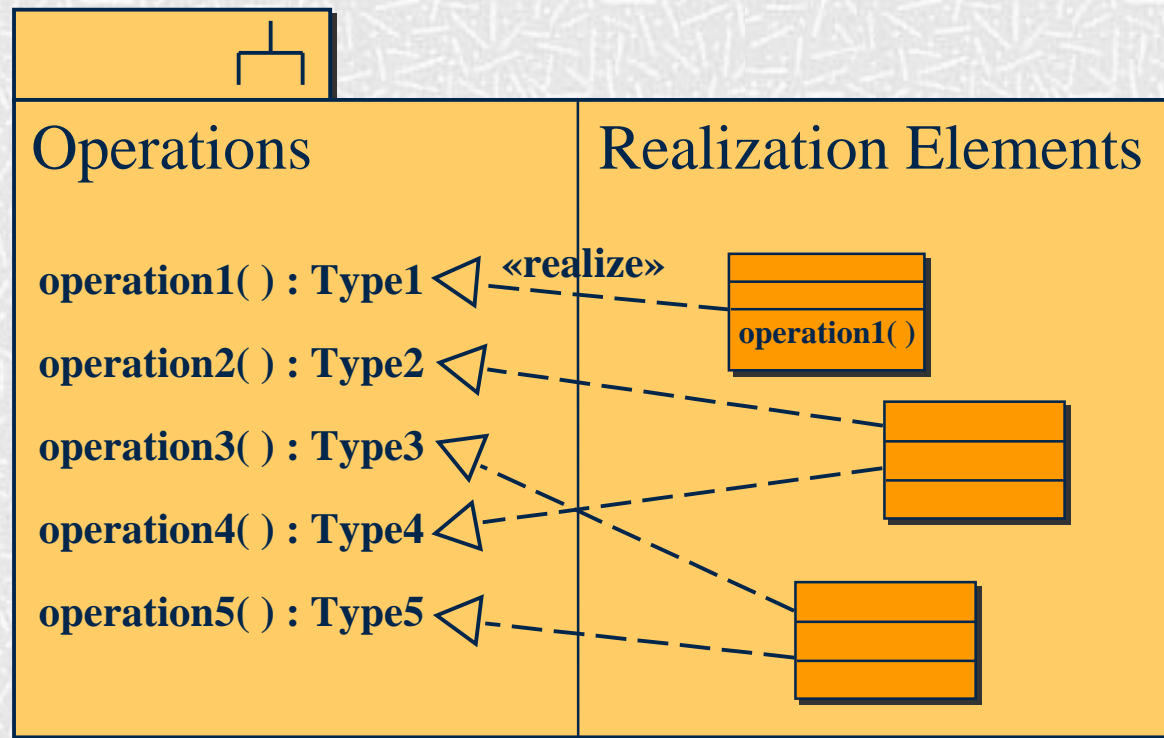 Operations
Realization Elements
«realize»
operation1( ) : Type1
operation1( )
operation2( ) : Type2
operation3( ) : Type3
operation4( ) : Type4
operation5( ) : Type5